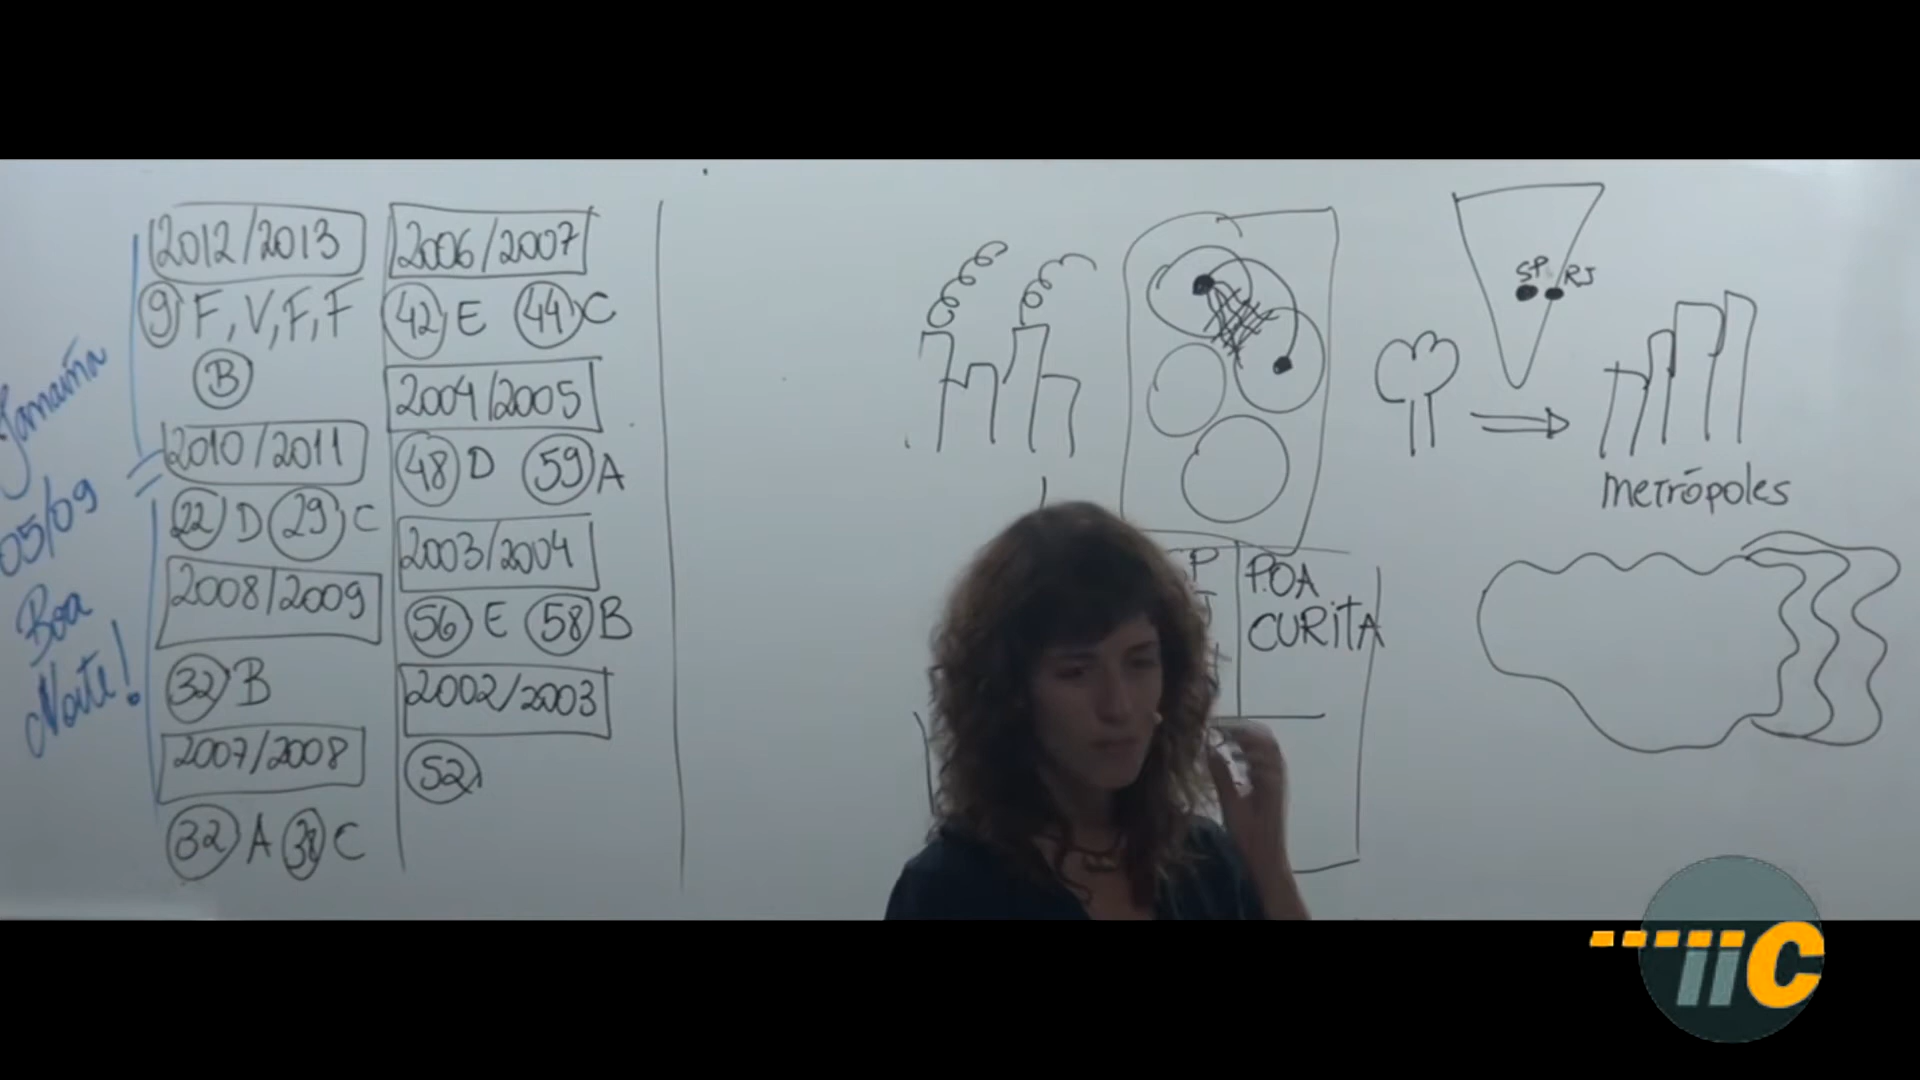 Janaína
05/09
Boa
Noite!
2012/2013
9 F, V, F, F
B
2010/2011
22 D 29 C
2008/2009
32 B
2007/2008
32 A 38 C
2006/2007
42 E 44 C
2004/2005
48 D 59 A
2003/2004
56 E 58 B
2002/2003
52
SP RJ
metrópoles
POA
CURITA
iiC